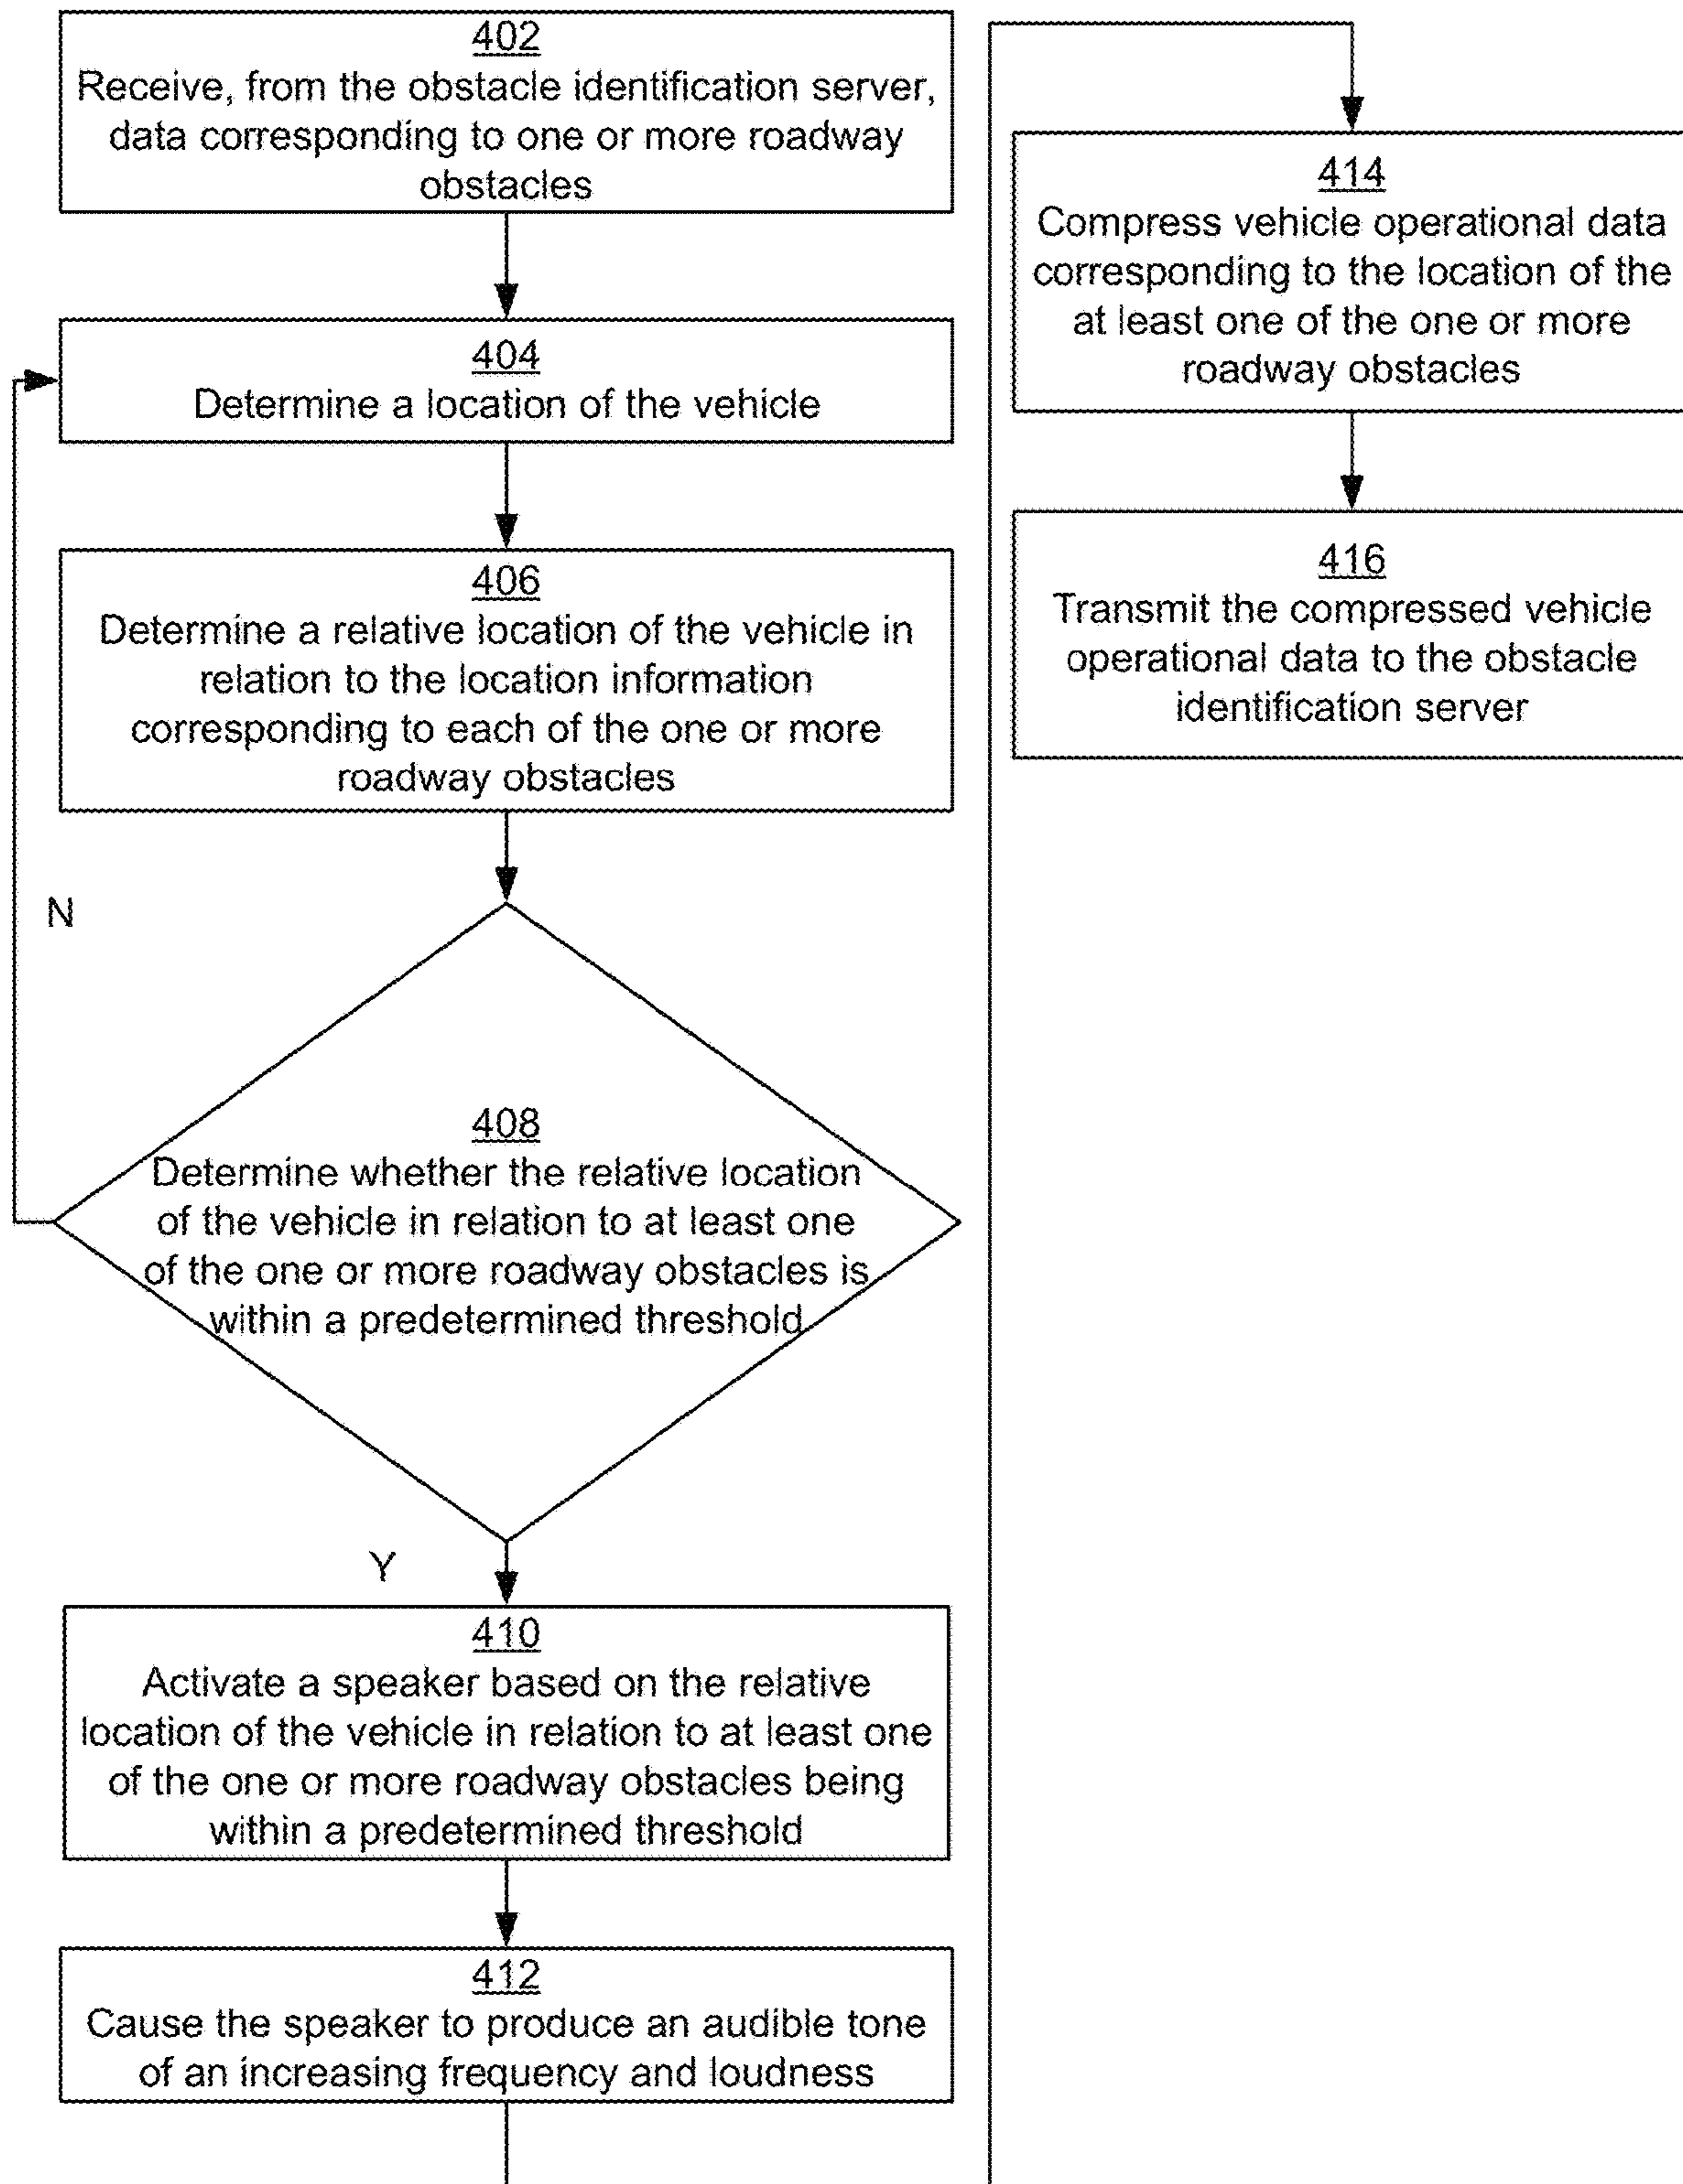 402
Receive, from the obstacle identification server,
data corresponding to one or more roadway
obstacles
404
Determine a location of the vehicle
406
Determine a relative location of the vehicle in
relation to the location information
corresponding to each of the one or more
roadway obstacles
N
408
Determine whether the relative location
of the vehicle in relation to at least one
of the one or more roadway obstacles is
within a predetermined threshold
Y
410
Activate a speaker based on the relative
location of the vehicle in relation to at least one
of the one or more roadway obstacles being
within a predetermined threshold
412
Cause the speaker to produce an audible tone
of an increasing frequency and loudness
414
Compress vehicle operational data
corresponding to the location of the
at least one of the one or more
roadway obstacles
416
Transmit the compressed vehicle
operational data to the obstacle
identification server